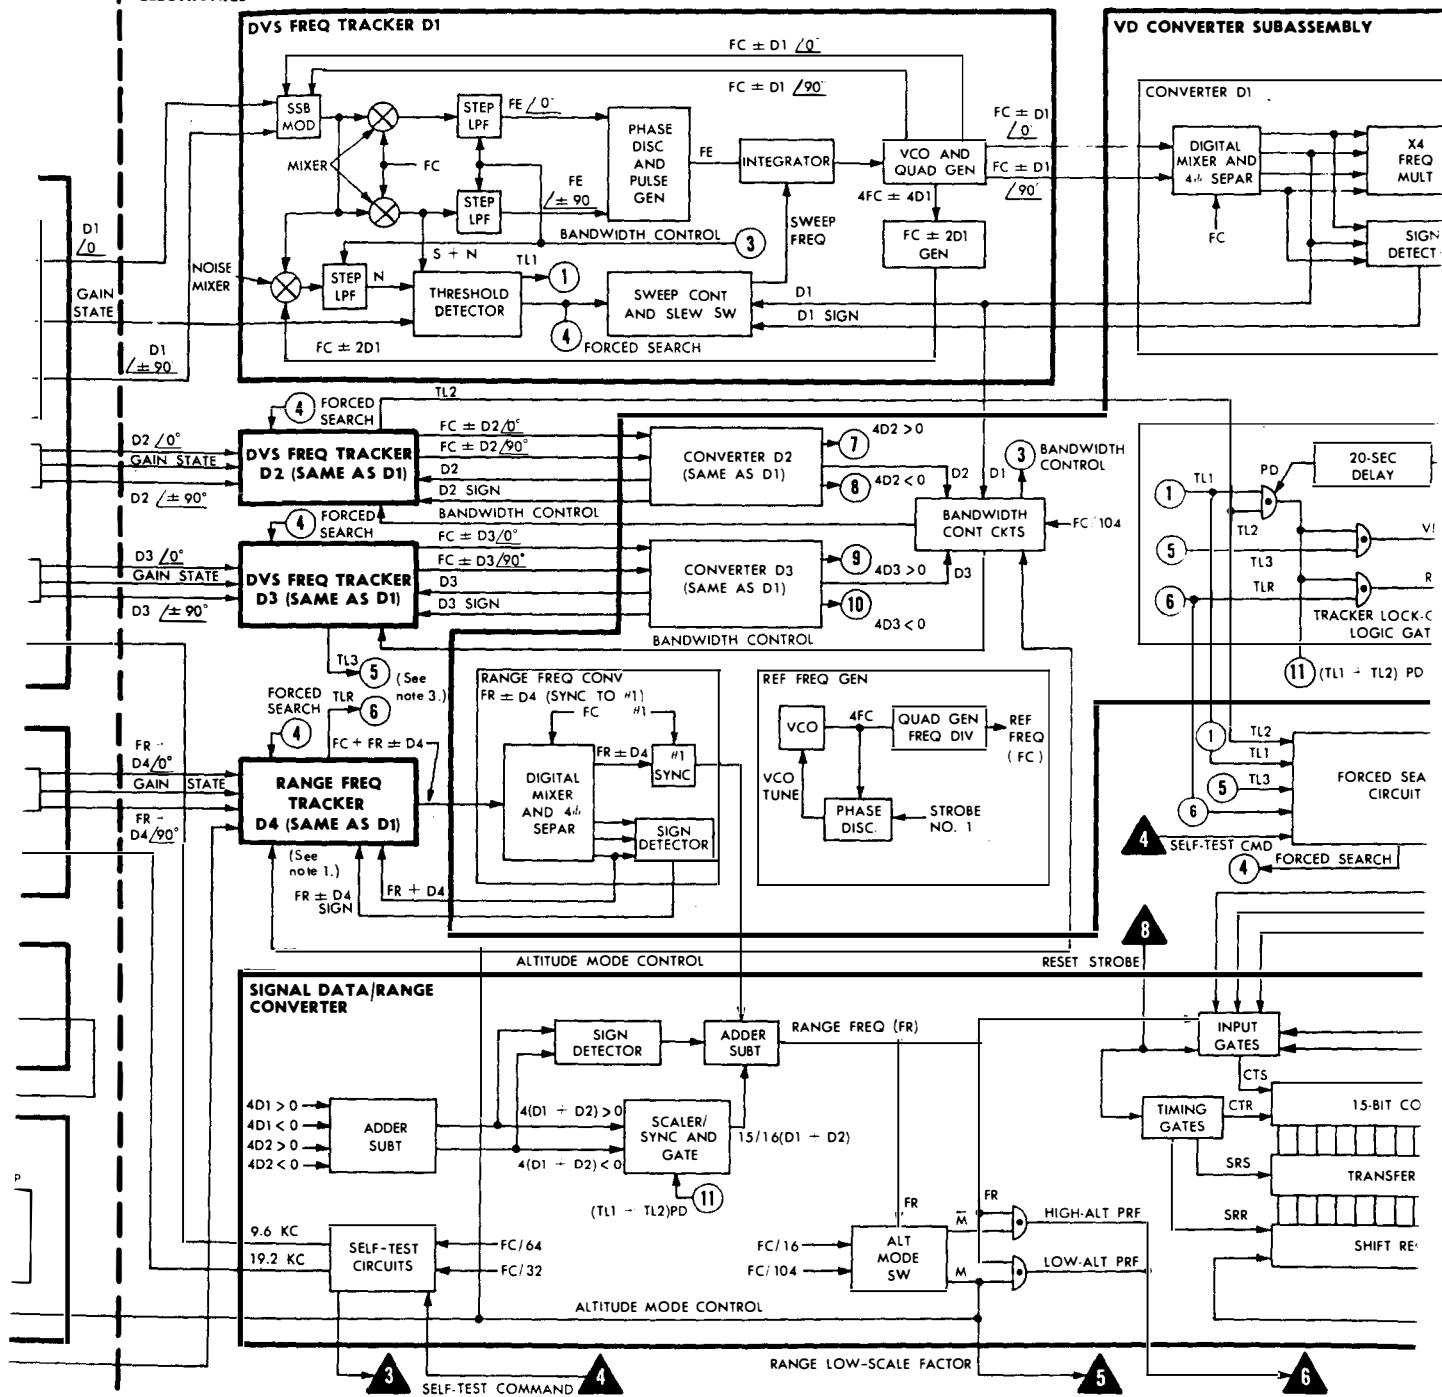 DVS FREQ TRACKER D1
FC ± D1 /0°
FC ± D1 /90°
SSB
MOD
MIXER
FC
STEP
LPF
FE /0°
STEP
LPF
FE
/± 90
PHASE
DISC
AND
PULSE
GEN
FE
INTEGRATOR
VCO AND
QUAD GEN
FC ± D1
/0°
FC ± D1
/90°
4FC ± 4D1
FC ± 2D1
GEN
SWEEP
FREQ
BANDWIDTH CONTROL
3
S + N
TL1
1
NOISE
MIXER
STEP
LPF
N
THRESHOLD
DETECTOR
4
FORCED SEARCH
SWEEP CONT
AND SLEW SW
D1
D1 SIGN
FC ± 2D1
D1
/0
GAIN
STATE
D1
/± 90°
VD CONVERTER SUBASSEMBLY
CONVERTER D1
DIGITAL
MIXER AND
4th SEPAR
FC
X4
FREQ
MULT
SIGN
DETECT
TL2
4
FORCED
SEARCH
D2 /0°
GAIN STATE
D2 /± 90°
DVS FREQ TRACKER
D2 (SAME AS D1)
FC ± D2/0°
FC ± D2/90°
D2
D2 SIGN
BANDWIDTH CONTROL
CONVERTER D2
(SAME AS D1)
7
4D2 > 0
8
4D2 < 0
D2
D1
3
BANDWIDTH
CONTROL
BANDWIDTH
CONT CKTS
FC/104
D3
4
FORCED
SEARCH
D3 /0°
GAIN STATE
D3 /± 90°
DVS FREQ TRACKER
D3 (SAME AS D1)
FC ± D3/0°
FC ± D3/90°
D3
D3 SIGN
BANDWIDTH CONTROL
CONVERTER D3
(SAME AS D1)
9
4D3 > 0
10
4D3 < 0
TL3
5
(See
note 3.)
20-SEC
DELAY
PD
1
TL1
TL2
5
TL3
6
TLR
TRACKER LOCK-
LOGIC GAT
11
(TL1 - TL2) PD
FORCED
SEARCH
4
TLR
6
FC + FR ± D4
FR -
D4/0°
GAIN STATE
FR -
D4/90°
RANGE FREQ
TRACKER
D4 (SAME AS D1)
(See
note 1.)
FR ± D4
SIGN
FR + D4
RANGE FREQ CONV
FR ± D4 (SYNC TO #1)
FC
#1
DIGITAL
MIXER
AND 4th
SEPAR
FR ± D4
#1
SYNC
SIGN
DETECTOR
REF FREQ GEN
VCO
4FC
QUAD GEN
FREQ DIV
REF
FREQ
(FC)
VCO
TUNE
PHASE
DISC.
STROBE
NO. 1
1
TL2
TL1
5
TL3
6
FORCED SEA
CIRCUIT
4
SELF-TEST CMD
4
FORCED SEARCH
ALTITUDE MODE CONTROL
8
RESET STROBE
SIGNAL DATA/RANGE
CONVERTER
SIGN
DETECTOR
ADDER
SUBT
RANGE FREQ (FR)
4D1 > 0
4D1 < 0
4D2 > 0
4D2 < 0
ADDER
SUBT
4(D1 + D2) > 0
4(D1 + D2) < 0
SCALER/
SYNC AND
GATE
15/16(D1 + D2)
11
(TL1 - TL2)PD
INPUT
GATES
CTS
TIMING
GATES
CTR
SRS
SRR
15-BIT CO
TRANSFER
SHIFT RE
9.6 KC
19.2 KC
SELF-TEST
CIRCUITS
FC/64
FC/32
FC/16
FC/104
ALT
MODE
SW
FR
FR
M̅
M
HIGH-ALT PRF
LOW-ALT PRF
ALTITUDE MODE CONTROL
3
SELF-TEST COMMAND
4
RANGE LOW-SCALE FACTOR
5
6